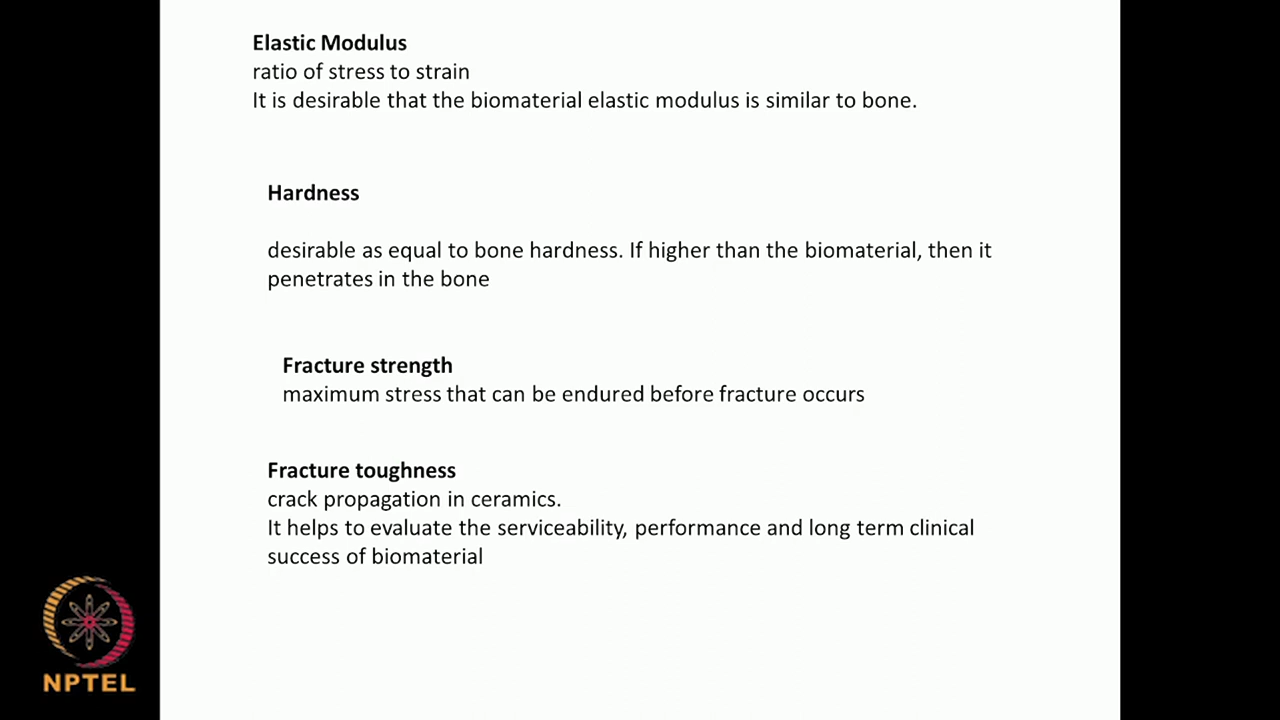 Elastic Modulus
ratio of stress to strain
It is desirable that the biomaterial elastic modulus is similar to bone.
Hardness
desirable as equal to bone hardness. If higher than the biomaterial, then it
penetrates in the bone
Fracture strength
maximum stress that can be endured before fracture occurs
Fracture toughness
crack propagation in ceramics.
It helps to evaluate the serviceability, performance and long term clinical
success of biomaterial
NPTEL